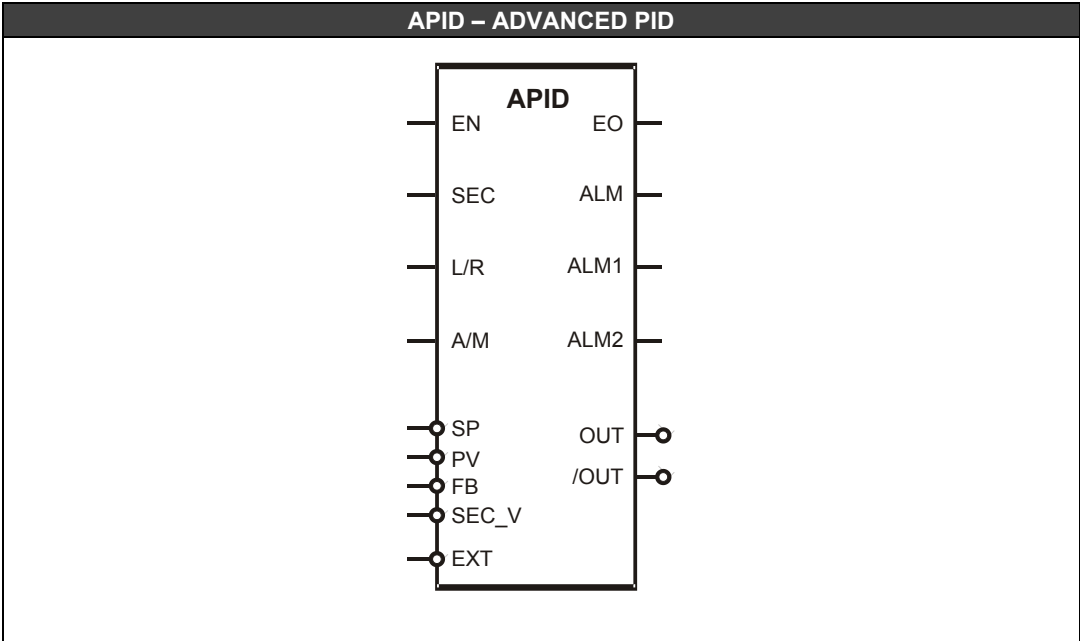 APID – ADVANCED PID
APID
EN EO
SEC ALM
L/R ALM1
A/M ALM2
SP OUT
PV
FB /OUT
SEC_V
EXT